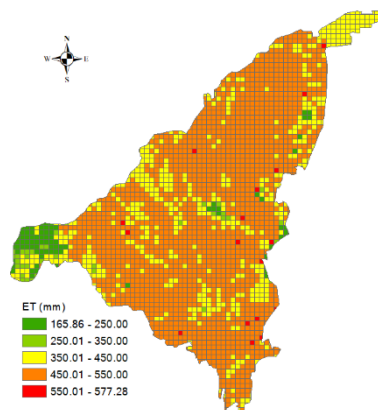 N
W E
S
ET (mm)
165.86 - 250.00
250.01 - 350.00
350.01 - 450.00
450.01 - 550.00
550.01 - 577.28